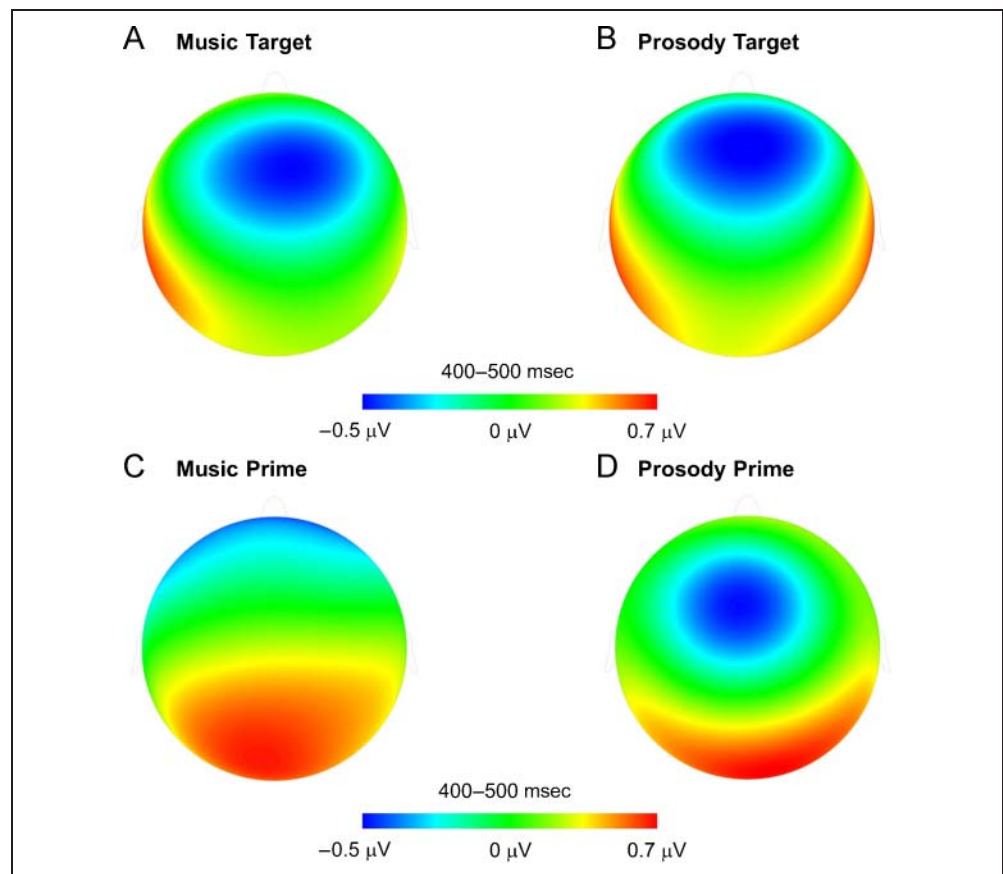 A Music Target
B Prosody Target
400–500 msec
–0.5 μV 0 μV 0.7 μV
C Music Prime
D Prosody Prime
400–500 msec
–0.5 μV 0 μV 0.7 μV